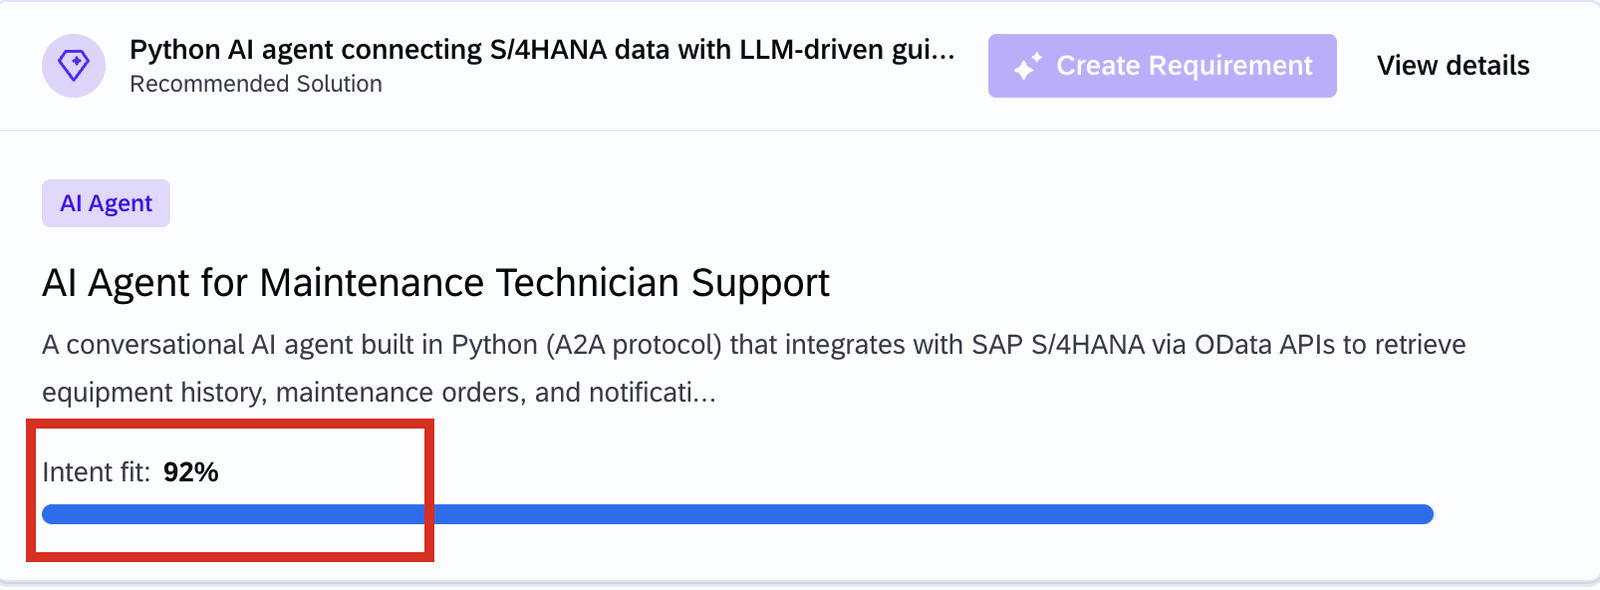 Python AI agent connecting S/4HANA data with LLM-driven gui...
Recommended Solution
Create Requirement
View details
AI Agent
AI Agent for Maintenance Technician Support
A conversational AI agent built in Python (A2A protocol) that integrates with SAP S/4HANA via OData APIs to retrieve
equipment history, maintenance orders, and notificati...
Intent fit: 92%